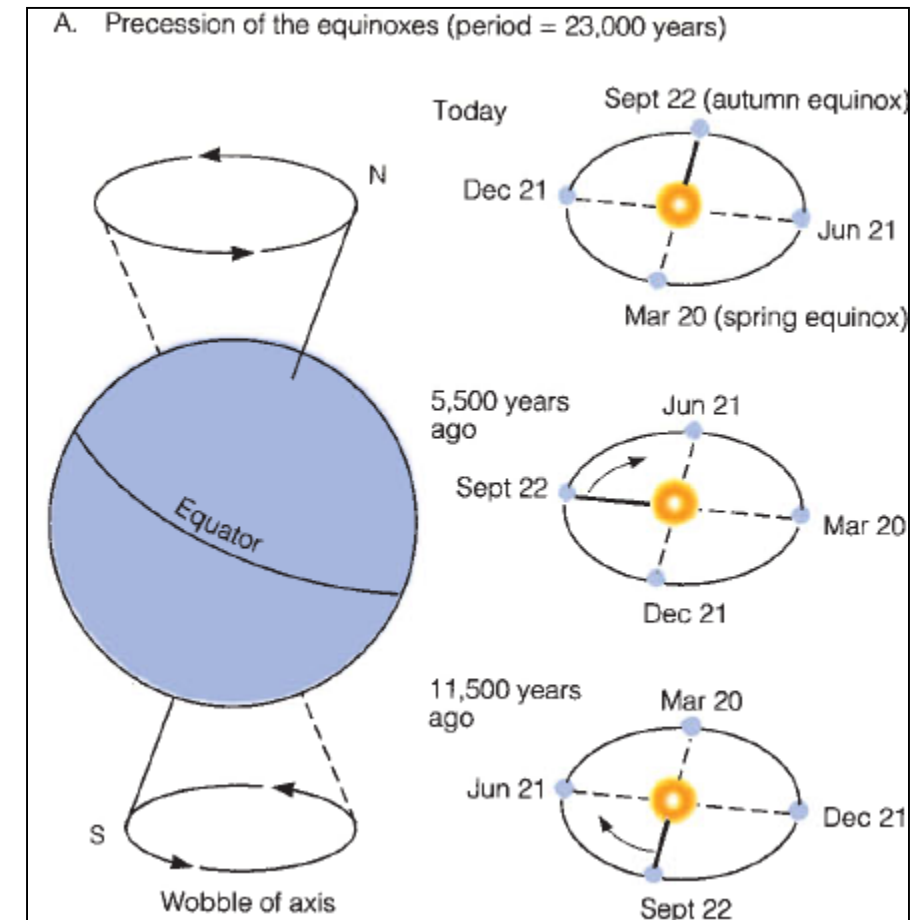 A. Precession of the equinoxes (period = 23,000 years)
N
Equator
S
Wobble of axis
Today
Sept 22 (autumn equinox)
Dec 21
Jun 21
Mar 20 (spring equinox)
5,500 years
ago
Jun 21
Sept 22
Mar 20
Dec 21
11,500 years
ago
Mar 20
Jun 21
Dec 21
Sept 22